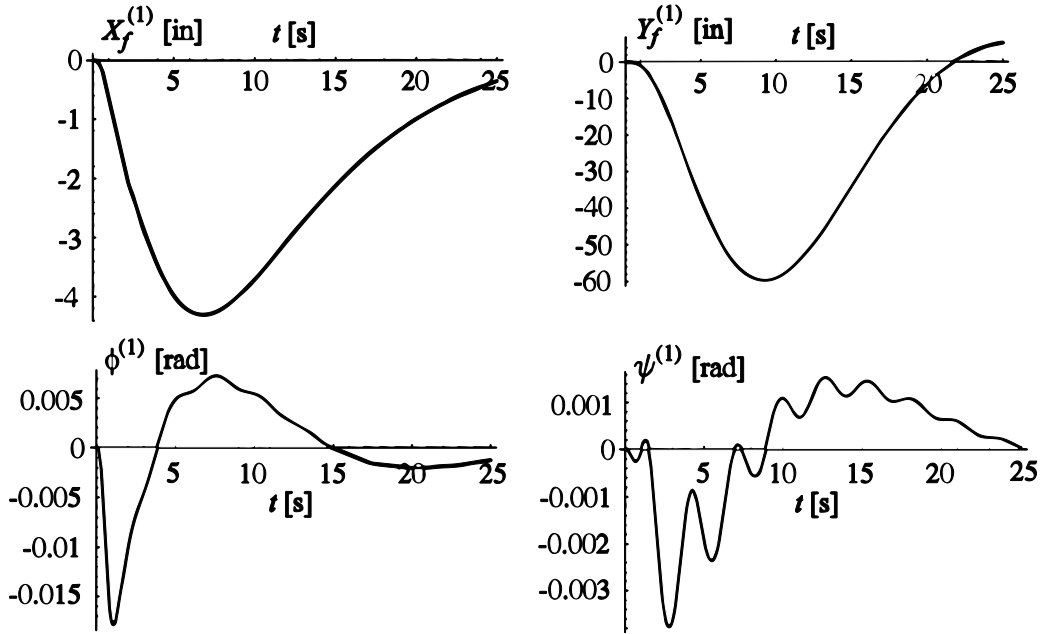 X_f^(1) [in] t [s]
0
5 10 15 20 25
-1
-2
-3
-4
Y_f^(1) [in] t [s]
0
5 10 15 20 25
-10
-20
-30
-40
-50
-60
ϕ^(1) [rad]
0.005
0
5 10 15 20 25
t [s]
-0.005
-0.01
-0.015
ψ^(1) [rad]
0.001
0
5 10 15 20 25
t [s]
-0.001
-0.002
-0.003